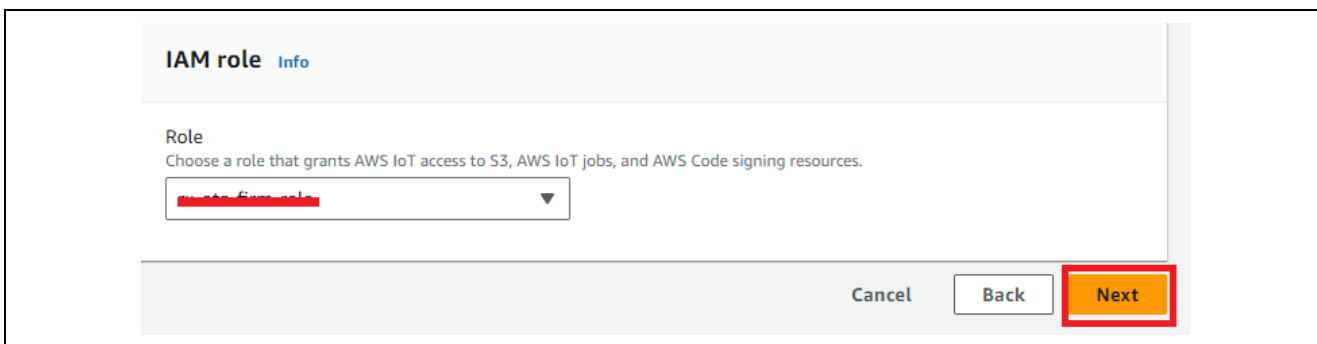 IAM role Info
Role
Choose a role that grants AWS IoT access to S3, AWS IoT jobs, and AWS Code signing resources.
Cancel Back Next